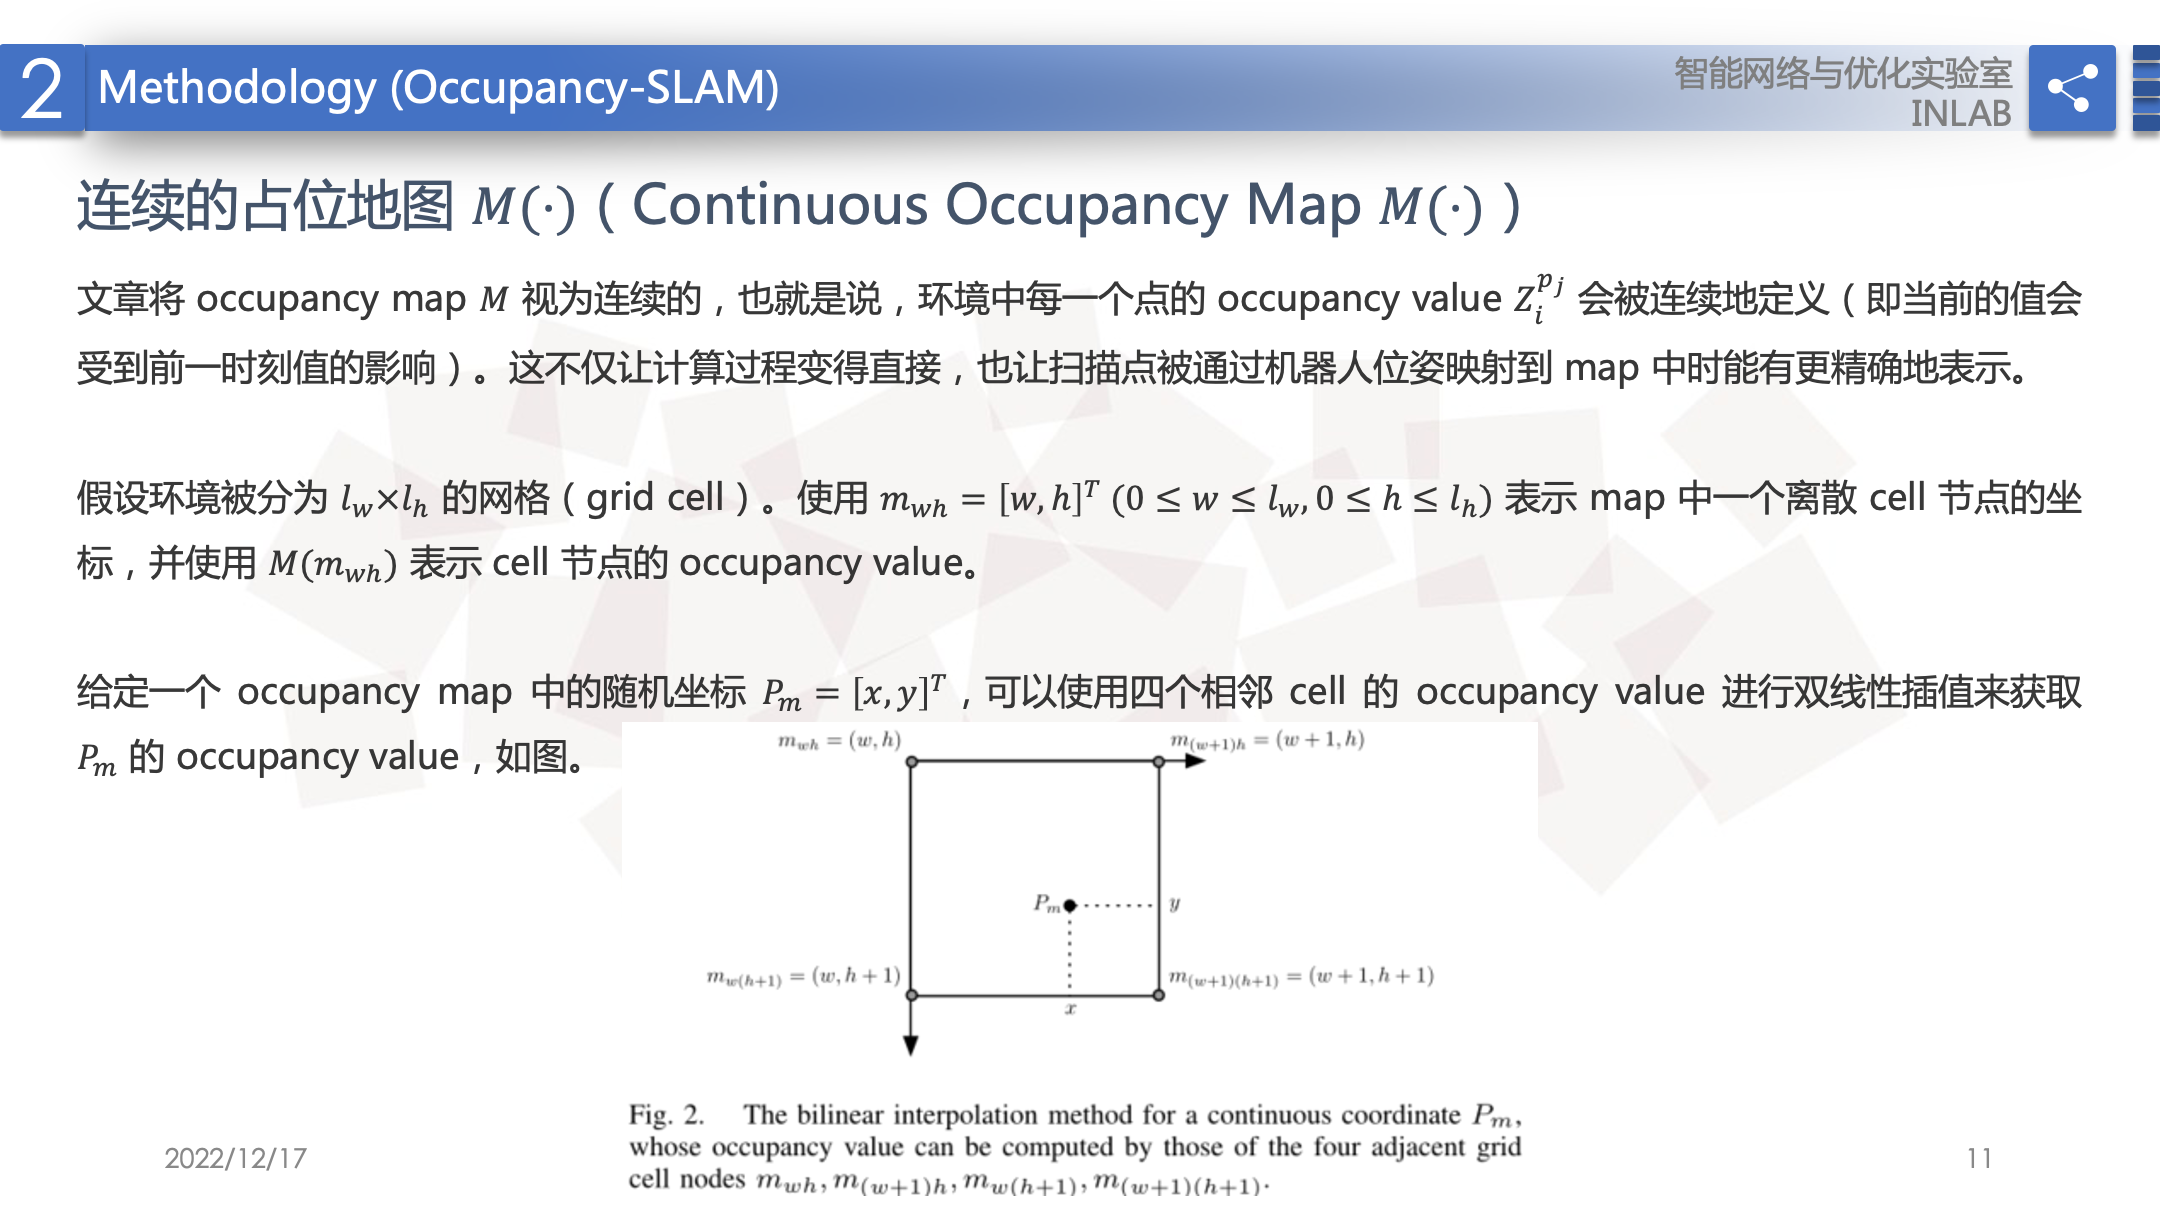 2
Methodology (Occupancy-SLAM)
智能网络与优化实验室
INLAB
连续的占位地图 M(·)（Continuous Occupancy Map M(·)）
文章将 occupancy map M 视为连续的，也就是说，环境中每一个点的 occupancy value Z_i^{p_j} 会被连续地定义（即当前的值会
受到前一时刻值的影响）。这不仅让计算过程变得直接，也让扫描点被通过机器人位姿映射到 map 中时能有更精确地表示。
假设环境被分为 l_w×l_h 的网格（grid cell）。使用 m_{wh} = [w, h]^T (0 ≤ w ≤ l_w, 0 ≤ h ≤ l_h) 表示 map 中一个离散 cell 节点的坐
标，并使用 M(m_{wh}) 表示 cell 节点的 occupancy value。
给定一个 occupancy map 中的随机坐标 P_m = [x, y]^T，可以使用四个相邻 cell 的 occupancy value 进行双线性插值来获取
P_m 的 occupancy value，如图。
m_{wh} = (w, h)
m_{(w+1)h} = (w + 1, h)
P_m
y
m_{w(h+1)} = (w, h + 1)
m_{(w+1)(h+1)} = (w + 1, h + 1)
x
Fig. 2. The bilinear interpolation method for a continuous coordinate P_m,
whose occupancy value can be computed by those of the four adjacent grid
cell nodes m_{wh}, m_{(w+1)h}, m_{w(h+1)}, m_{(w+1)(h+1)}.
2022/12/17
11